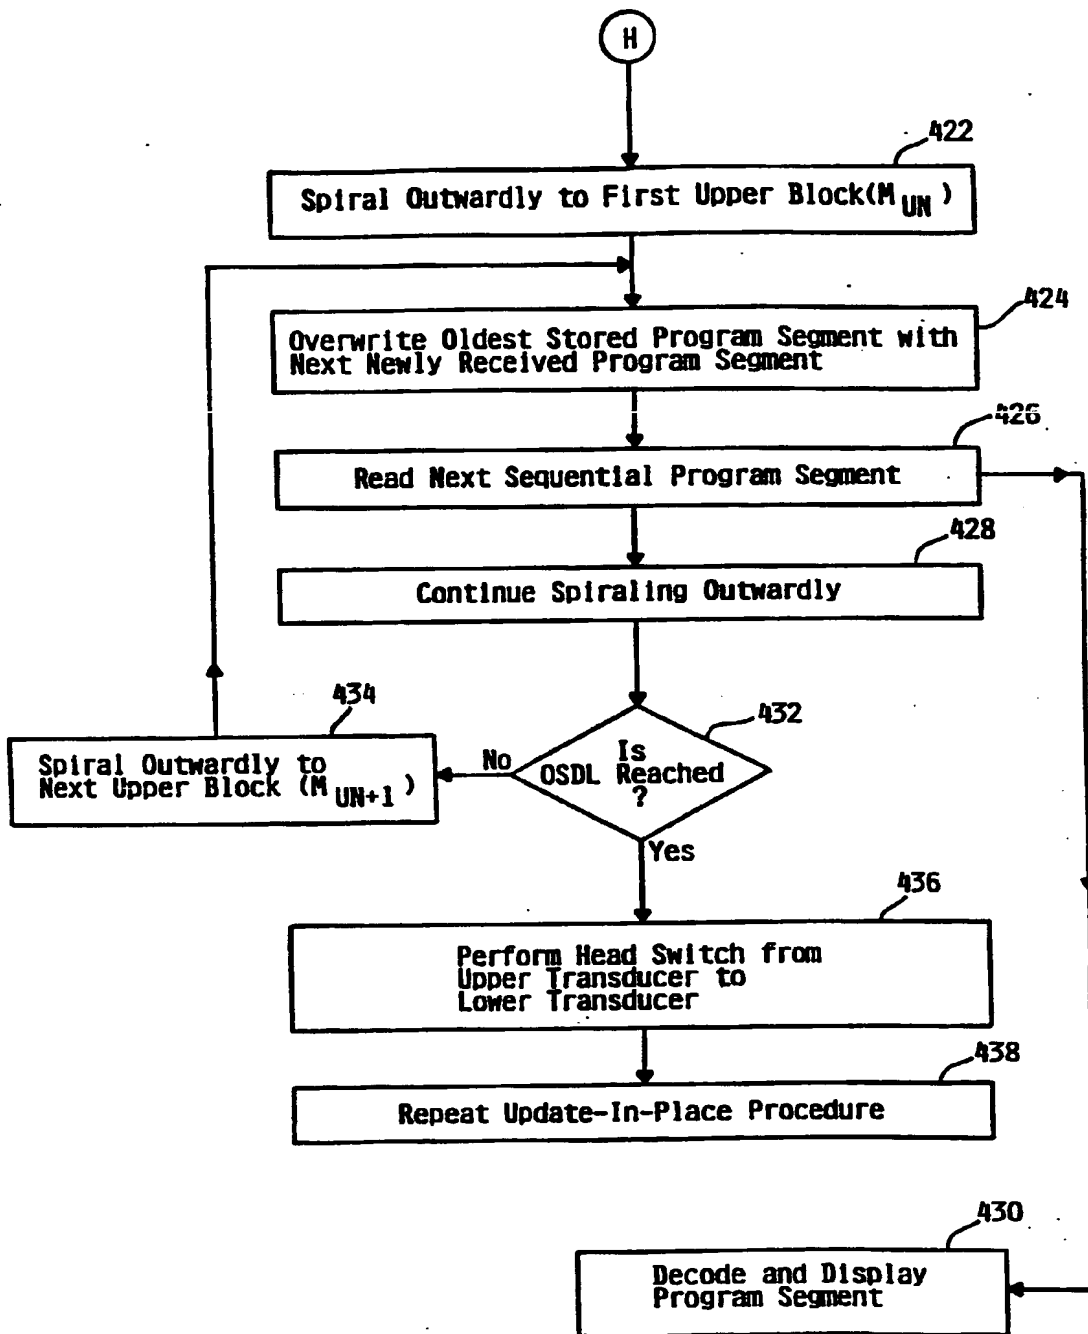 H
422
Spiral Outwardly to First Upper Block(M UN )
424
Overwrite Oldest Stored Program Segment with
Next Newly Received Program Segment
426
Read Next Sequential Program Segment
428
Continue Spiraling Outwardly
434
432
Spiral Outwardly to
Next Upper Block (M UN+1 )
No
Is
OSDL Reached
?
Yes
436
Perform Head Switch from
Upper Transducer to
Lower Transducer
438
Repeat Update-In-Place Procedure
430
Decode and Display
Program Segment